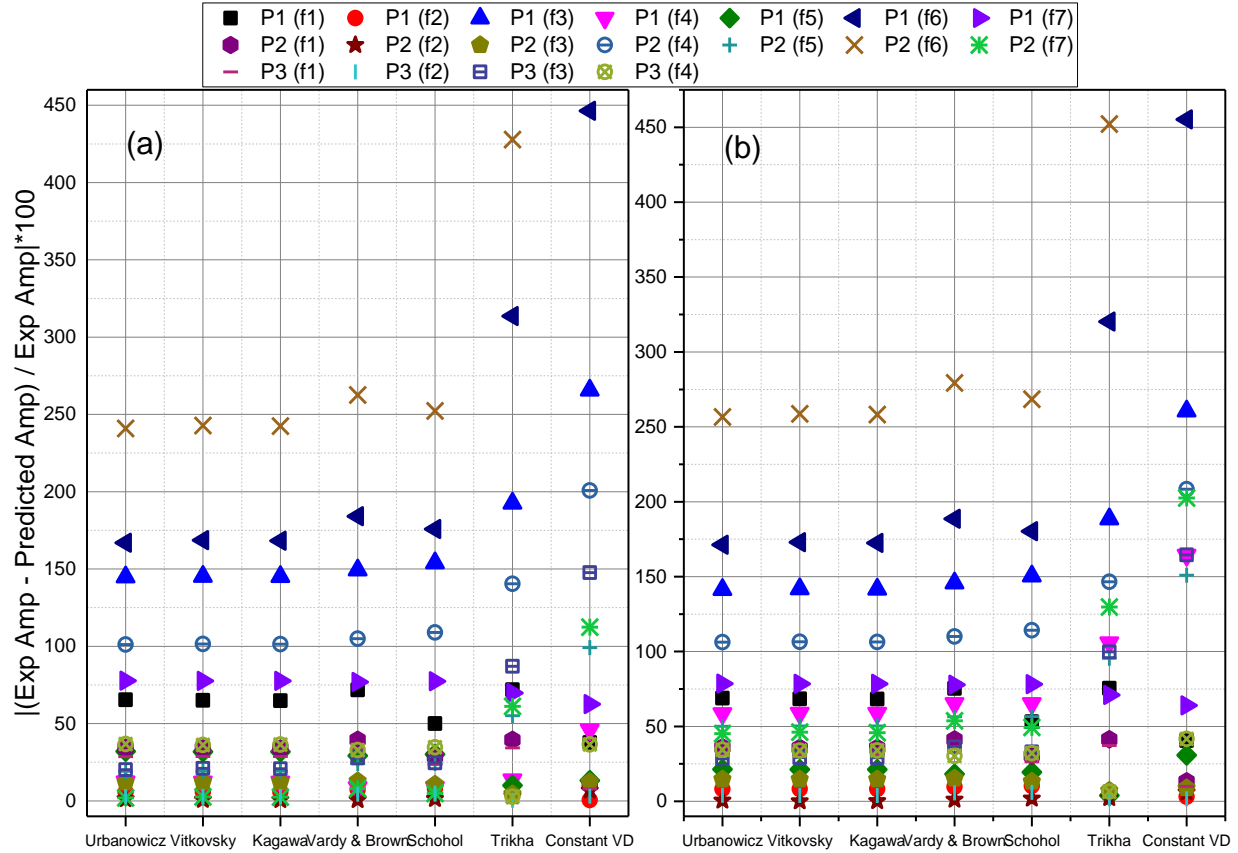 P1 (f1) P1 (f2) P1 (f3) P1 (f4) P1 (f5) P1 (f6) P1 (f7)
P2 (f1) P2 (f2) P2 (f3) P2 (f4) P2 (f5) P2 (f6) P2 (f7)
P3 (f1) P3 (f2) P3 (f3) P3 (f4)
|(Exp Amp - Predicted Amp) / Exp Amp|*100
(a)
450
400
350
300
250
200
150
100
50
0
Urbanowicz Vitkovsky Kagawa Vardy & Brown Schohol Trikha Constant VD
(b)
450
400
350
300
250
200
150
100
50
0
Urbanowicz Vitkovsky Kagawa Vardy & Brown Schohol Trikha Constant VD